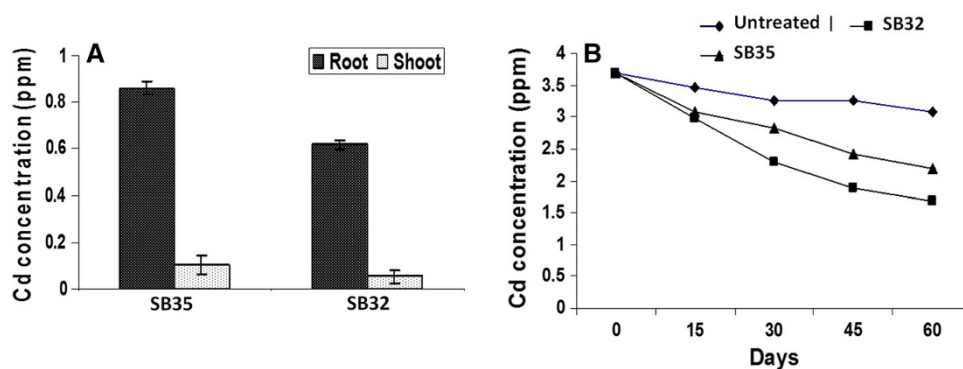 A
Cd concentration (ppm)
1
0.8
0.6
0.4
0.2
0
Root Shoot
SB35 SB32
B
Untreated | SB32
SB35
Cd concentration (ppm)
4
3.5
3
2.5
2
1.5
1
0.5
0
0 15 30 45 60
Days